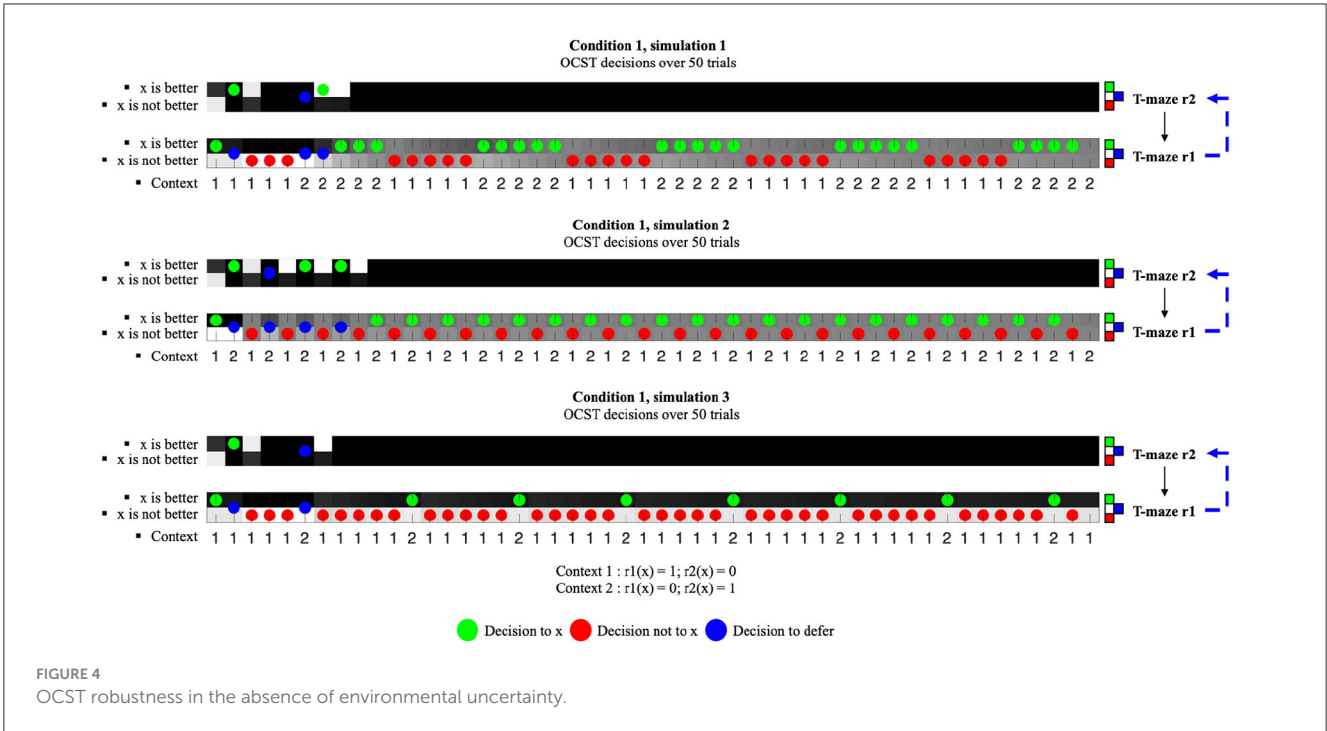 Condition 1, simulation 1
OCST decisions over 50 trials
▪ x is better
▪ x is not better
T-maze r2
▪ x is better
▪ x is not better
T-maze r1
▪ Context 1 1 1 1 1 2 2 2 2 2 1 1 1 1 1 2 2 2 2 2 1 1 1 1 1 2 2 2 2 2 1 1 1 1 1 2 2 2 2 2 1 1 1 1 1 2 2 2 2 2
Condition 1, simulation 2
OCST decisions over 50 trials
▪ x is better
▪ x is not better
T-maze r2
▪ x is better
▪ x is not better
T-maze r1
▪ Context 1 2 1 2 1 2 1 2 1 2 1 2 1 2 1 2 1 2 1 2 1 2 1 2 1 2 1 2 1 2 1 2 1 2 1 2 1 2 1 2 1 2 1 2 1 2 1 2 1 2
Condition 1, simulation 3
OCST decisions over 50 trials
▪ x is better
▪ x is not better
T-maze r2
▪ x is better
▪ x is not better
T-maze r1
▪ Context 1 1 1 1 1 2 1 1 1 1 1 2 1 1 1 1 1 2 1 1 1 1 1 2 1 1 1 1 1 2 1 1 1 1 1 2 1 1 1 1 1 2 1 1 1 1 1 2 1 1
Context 1 : r1(x) = 1; r2(x) = 0
Context 2 : r1(x) = 0; r2(x) = 1
Decision to x Decision not to x Decision to defer
FIGURE 4
OCST robustness in the absence of environmental uncertainty.